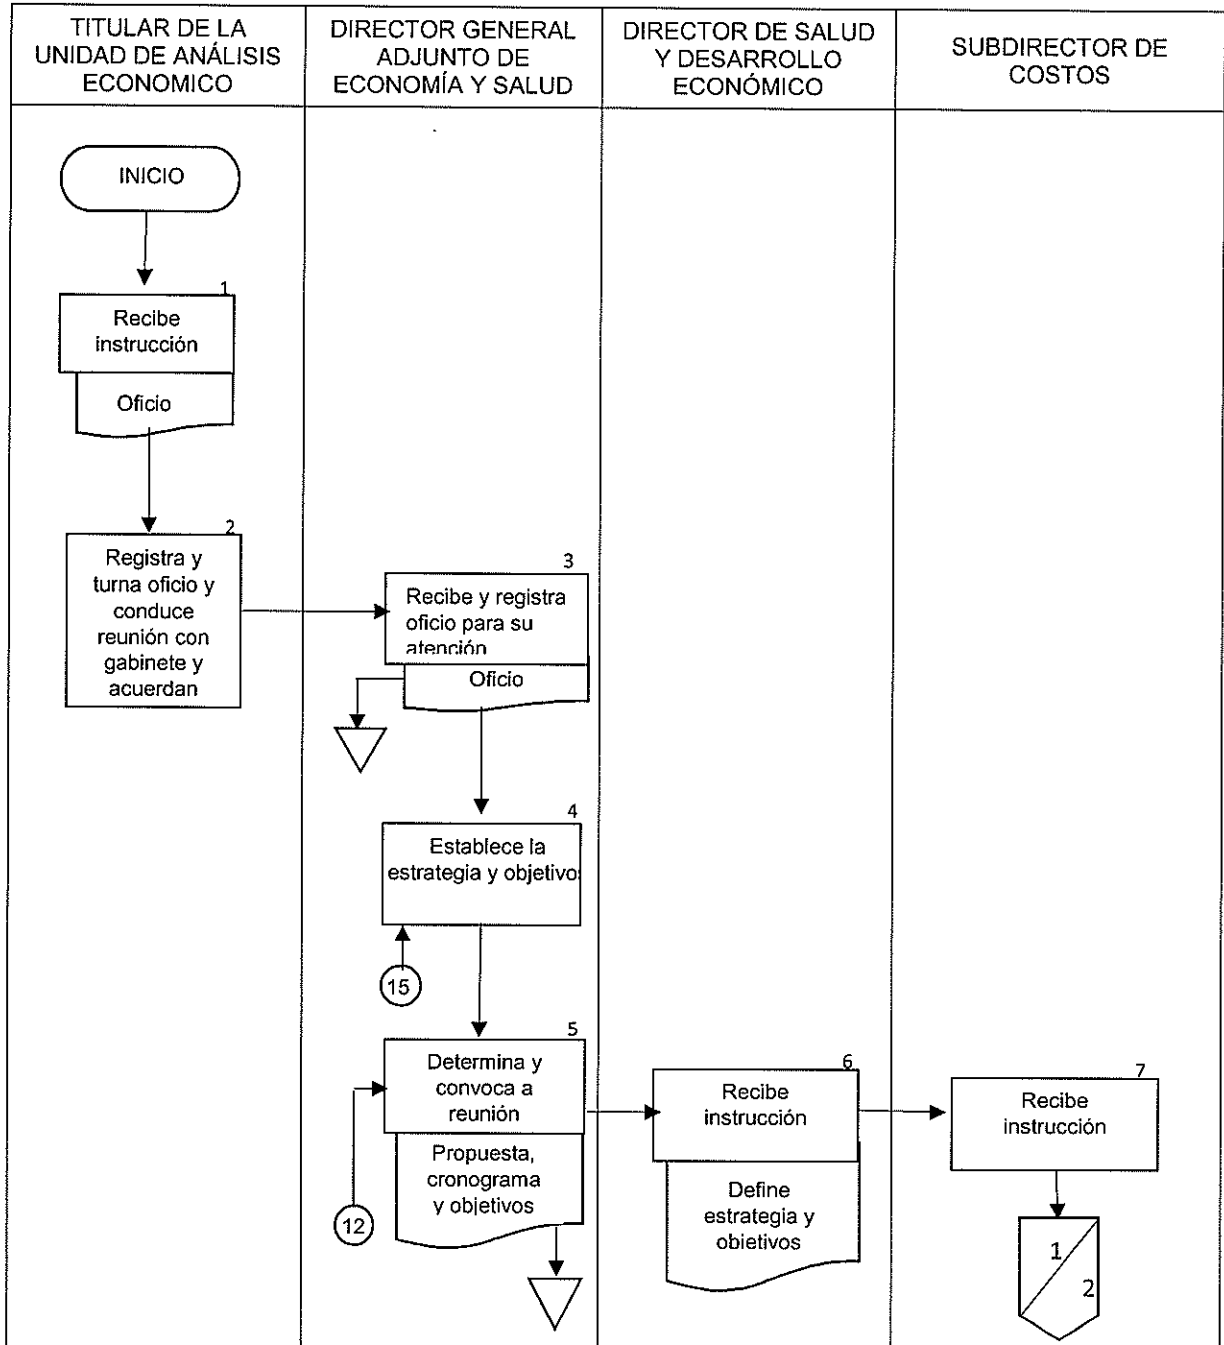 TITULAR DE LA
UNIDAD DE ANÁLISIS
ECONOMICO
DIRECTOR GENERAL
ADJUNTO DE
ECONOMÍA Y SALUD
DIRECTOR DE SALUD
Y DESARROLLO
ECONÓMICO
SUBDIRECTOR DE
COSTOS
INICIO
1
Recibe
instrucción
Oficio
2
Registra y
turna oficio y
conduce
reunión con
gabinete y
acuerdan
3
Recibe y registra
oficio para su
atención
Oficio
4
Establece la
estrategia y objetivo
15
5
Determina y
convoca a
reunión
Propuesta,
cronograma
y objetivos
12
6
Recibe
instrucción
Define
estrategia y
objetivos
7
Recibe
instrucción
1
2